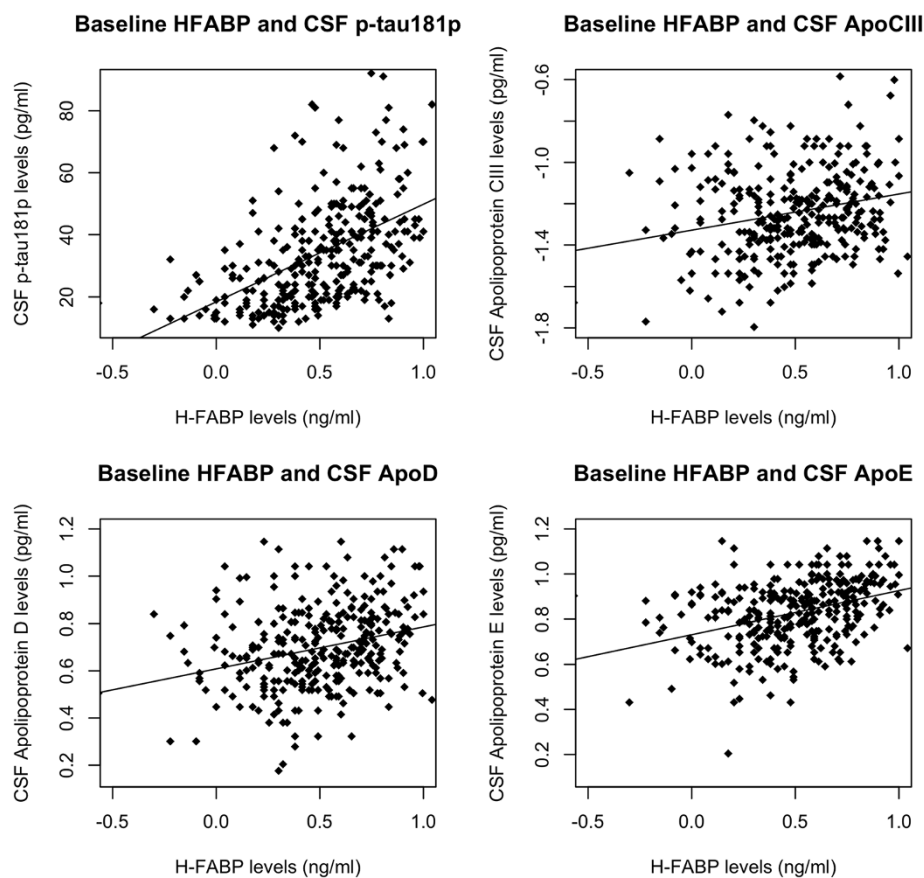 Baseline HFABP and CSF p-tau181p
CSF p-tau181p levels (pg/ml)
20
40
60
80
-0.5 0.0 0.5 1.0
H-FABP levels (ng/ml)
Baseline HFABP and CSF ApoCIII
CSF Apolipoprotein CIII levels (pg/ml)
-1.8
-1.4
-1.0
-0.6
-0.5 0.0 0.5 1.0
H-FABP levels (ng/ml)
Baseline HFABP and CSF ApoD
CSF Apolipoprotein D levels (pg/ml)
0.2
0.4
0.6
0.8
1.0
1.2
-0.5 0.0 0.5 1.0
H-FABP levels (ng/ml)
Baseline HFABP and CSF ApoE
CSF Apolipoprotein E levels (pg/ml)
0.2
0.4
0.6
0.8
1.0
1.2
-0.5 0.0 0.5 1.0
H-FABP levels (ng/ml)